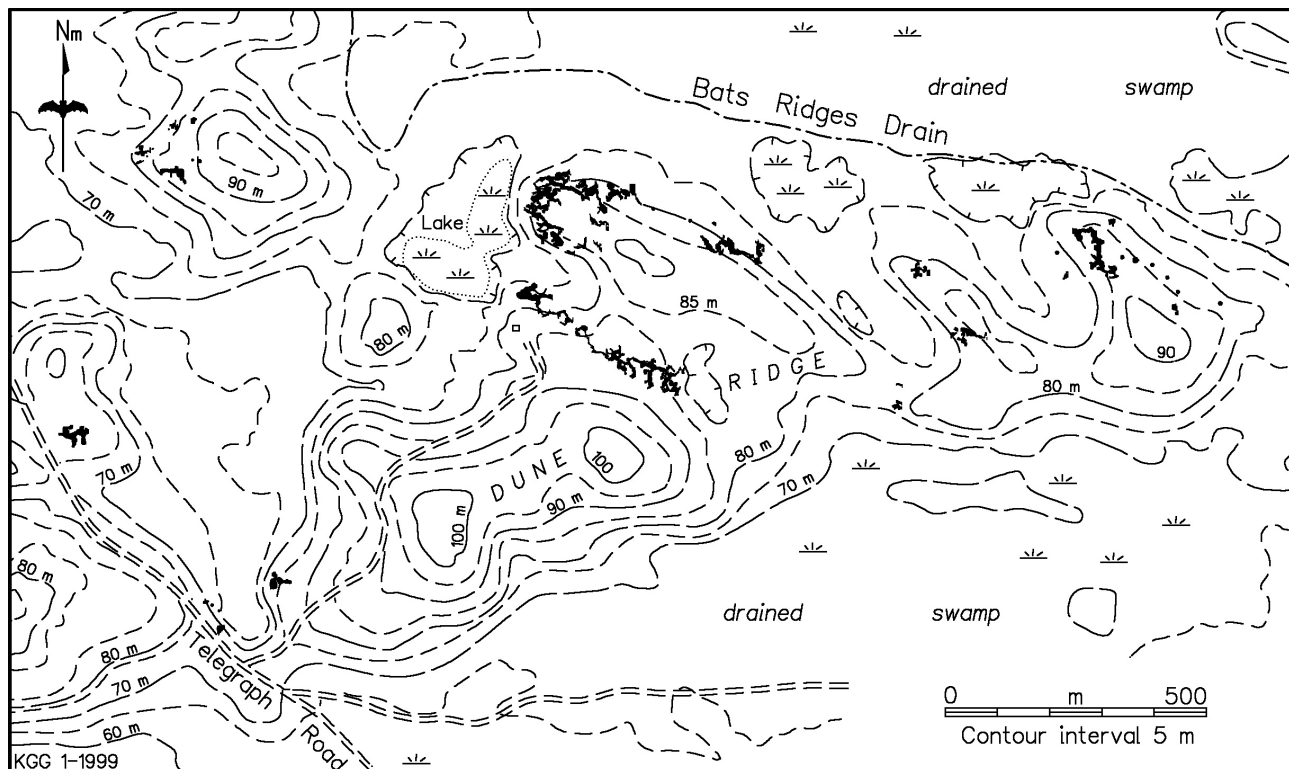 Nm
Bats Ridges Drain
drained swamp
90 m
70 m
Lake
85 m
80 m
RIDGE
90
80 m
70 m
DUNE
100
80 m
70 m
90 m
100 m
80 m
drained swamp
80 m
70 m
60 m
Telegraph Road
0 m 500
Contour interval 5 m
KGG 1-1999